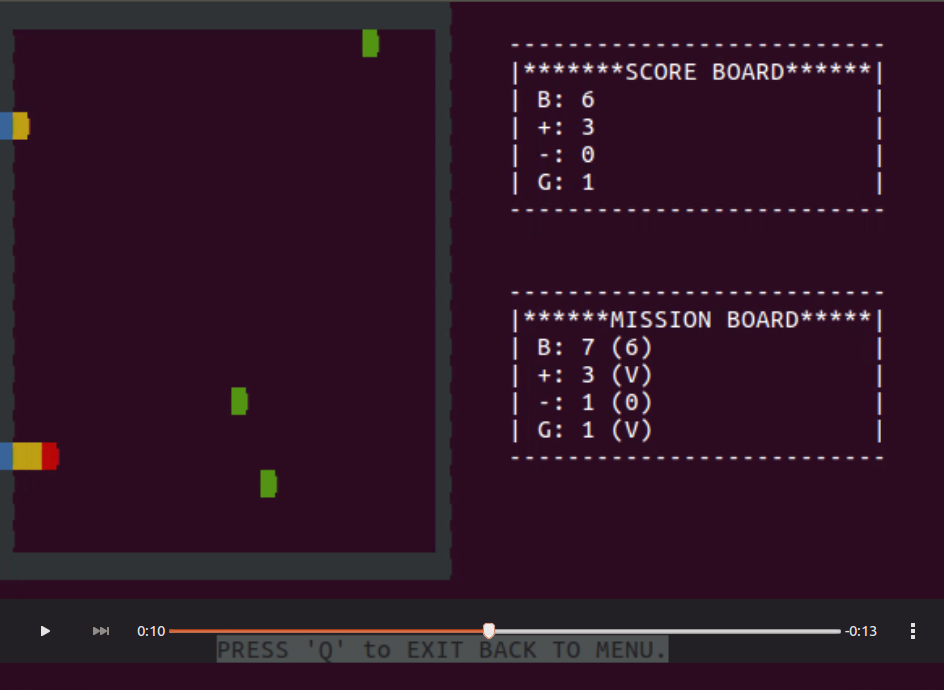 ---------------------------
|*******SCORE BOARD******|
| B: 6 |
| +: 3 |
| -: 0 |
| G: 1 |
---------------------------
---------------------------
|******MISSION BOARD*****|
| B: 7 (6) |
| +: 3 (V) |
| -: 1 (0) |
| G: 1 (V) |
---------------------------
0:10 -0:13
PRESS 'Q' to EXIT BACK TO MENU.